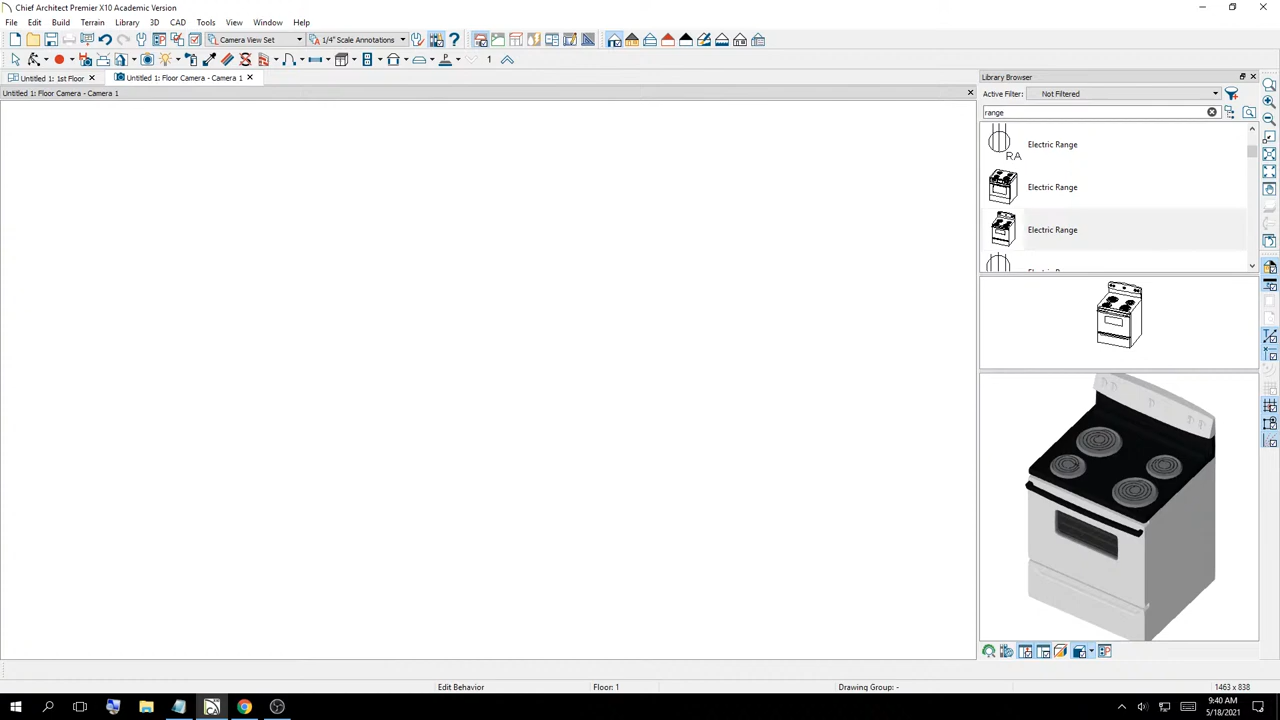 Chief Architect Premier X10 Academic Version
File Edit Build Terrain Library 3D CAD Tools View Window Help
Camera View Set
1/4" Scale Annotations
1
Untitled 1: 1st Floor
Untitled 1: Floor Camera - Camera 1
Untitled 1: Floor Camera - Camera 1
Library Browser
Active Filter: Not Filtered
range
RA
Electric Range
Electric Range
Electric Range
Edit Behavior
Floor: 1
Drawing Group: -
1463 x 838
9:40 AM
5/18/2021